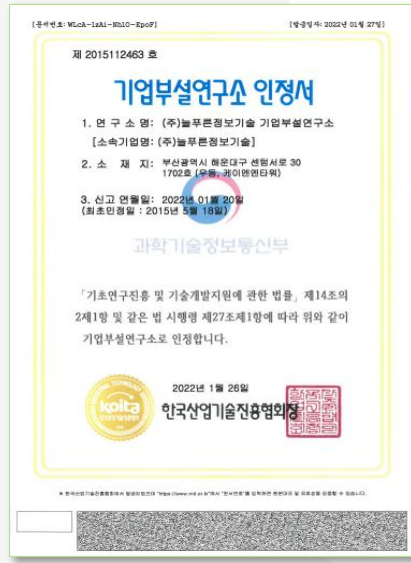 [문서번호: WLcA-1zAi-Nh1O-EpoF] [발급일자: 2022년 01월 27일]
제 2015112463 호
기업부설연구소 인정서
1. 연 구 소 명: (주)늘푸른정보기술 기업부설연구소
[소속기업명: (주)늘푸른정보기술]
2. 소 재 지: 부산광역시 해운대구 센텀서로 30
1702호 (우동, 케이엔엔타워)
3. 신고 연월일: 2022년 01월 20일
(최초인정일 : 2015년 5월 18일)
과학기술정보통신부
「기초연구진흥 및 기술개발지원에 관한 법률」 제14조의
2제1항 및 같은 법 시행령 제27조제1항에 따라 위와 같이
기업부설연구소로 인정합니다.
2022년 1월 26일
koita
한국산업기술진흥협회장